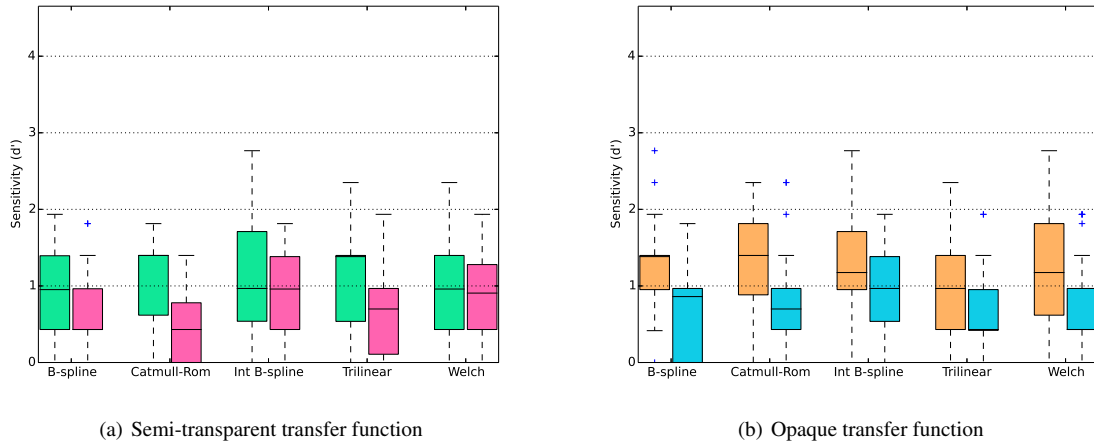 4
3
2
1
0
Sensitivity (d')
B-spline Catmull-Rom Int B-spline Trilinear Welch
(a) Semi-transparent transfer function
4
3
2
1
0
Sensitivity (d')
B-spline Catmull-Rom Int B-spline Trilinear Welch
(b) Opaque transfer function